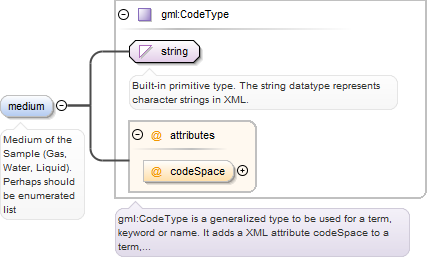 gml:CodeType
string
Built-in primitive type. The string datatype represents
character strings in XML.
medium
Medium of the
Sample (Gas,
Water, Liquid).
Perhaps should
be enumerated
list
@ attributes
@ codeSpace
gml:CodeType is a generalized type to be used for a term,
keyword or name. It adds a XML attribute codeSpace to a
term,...